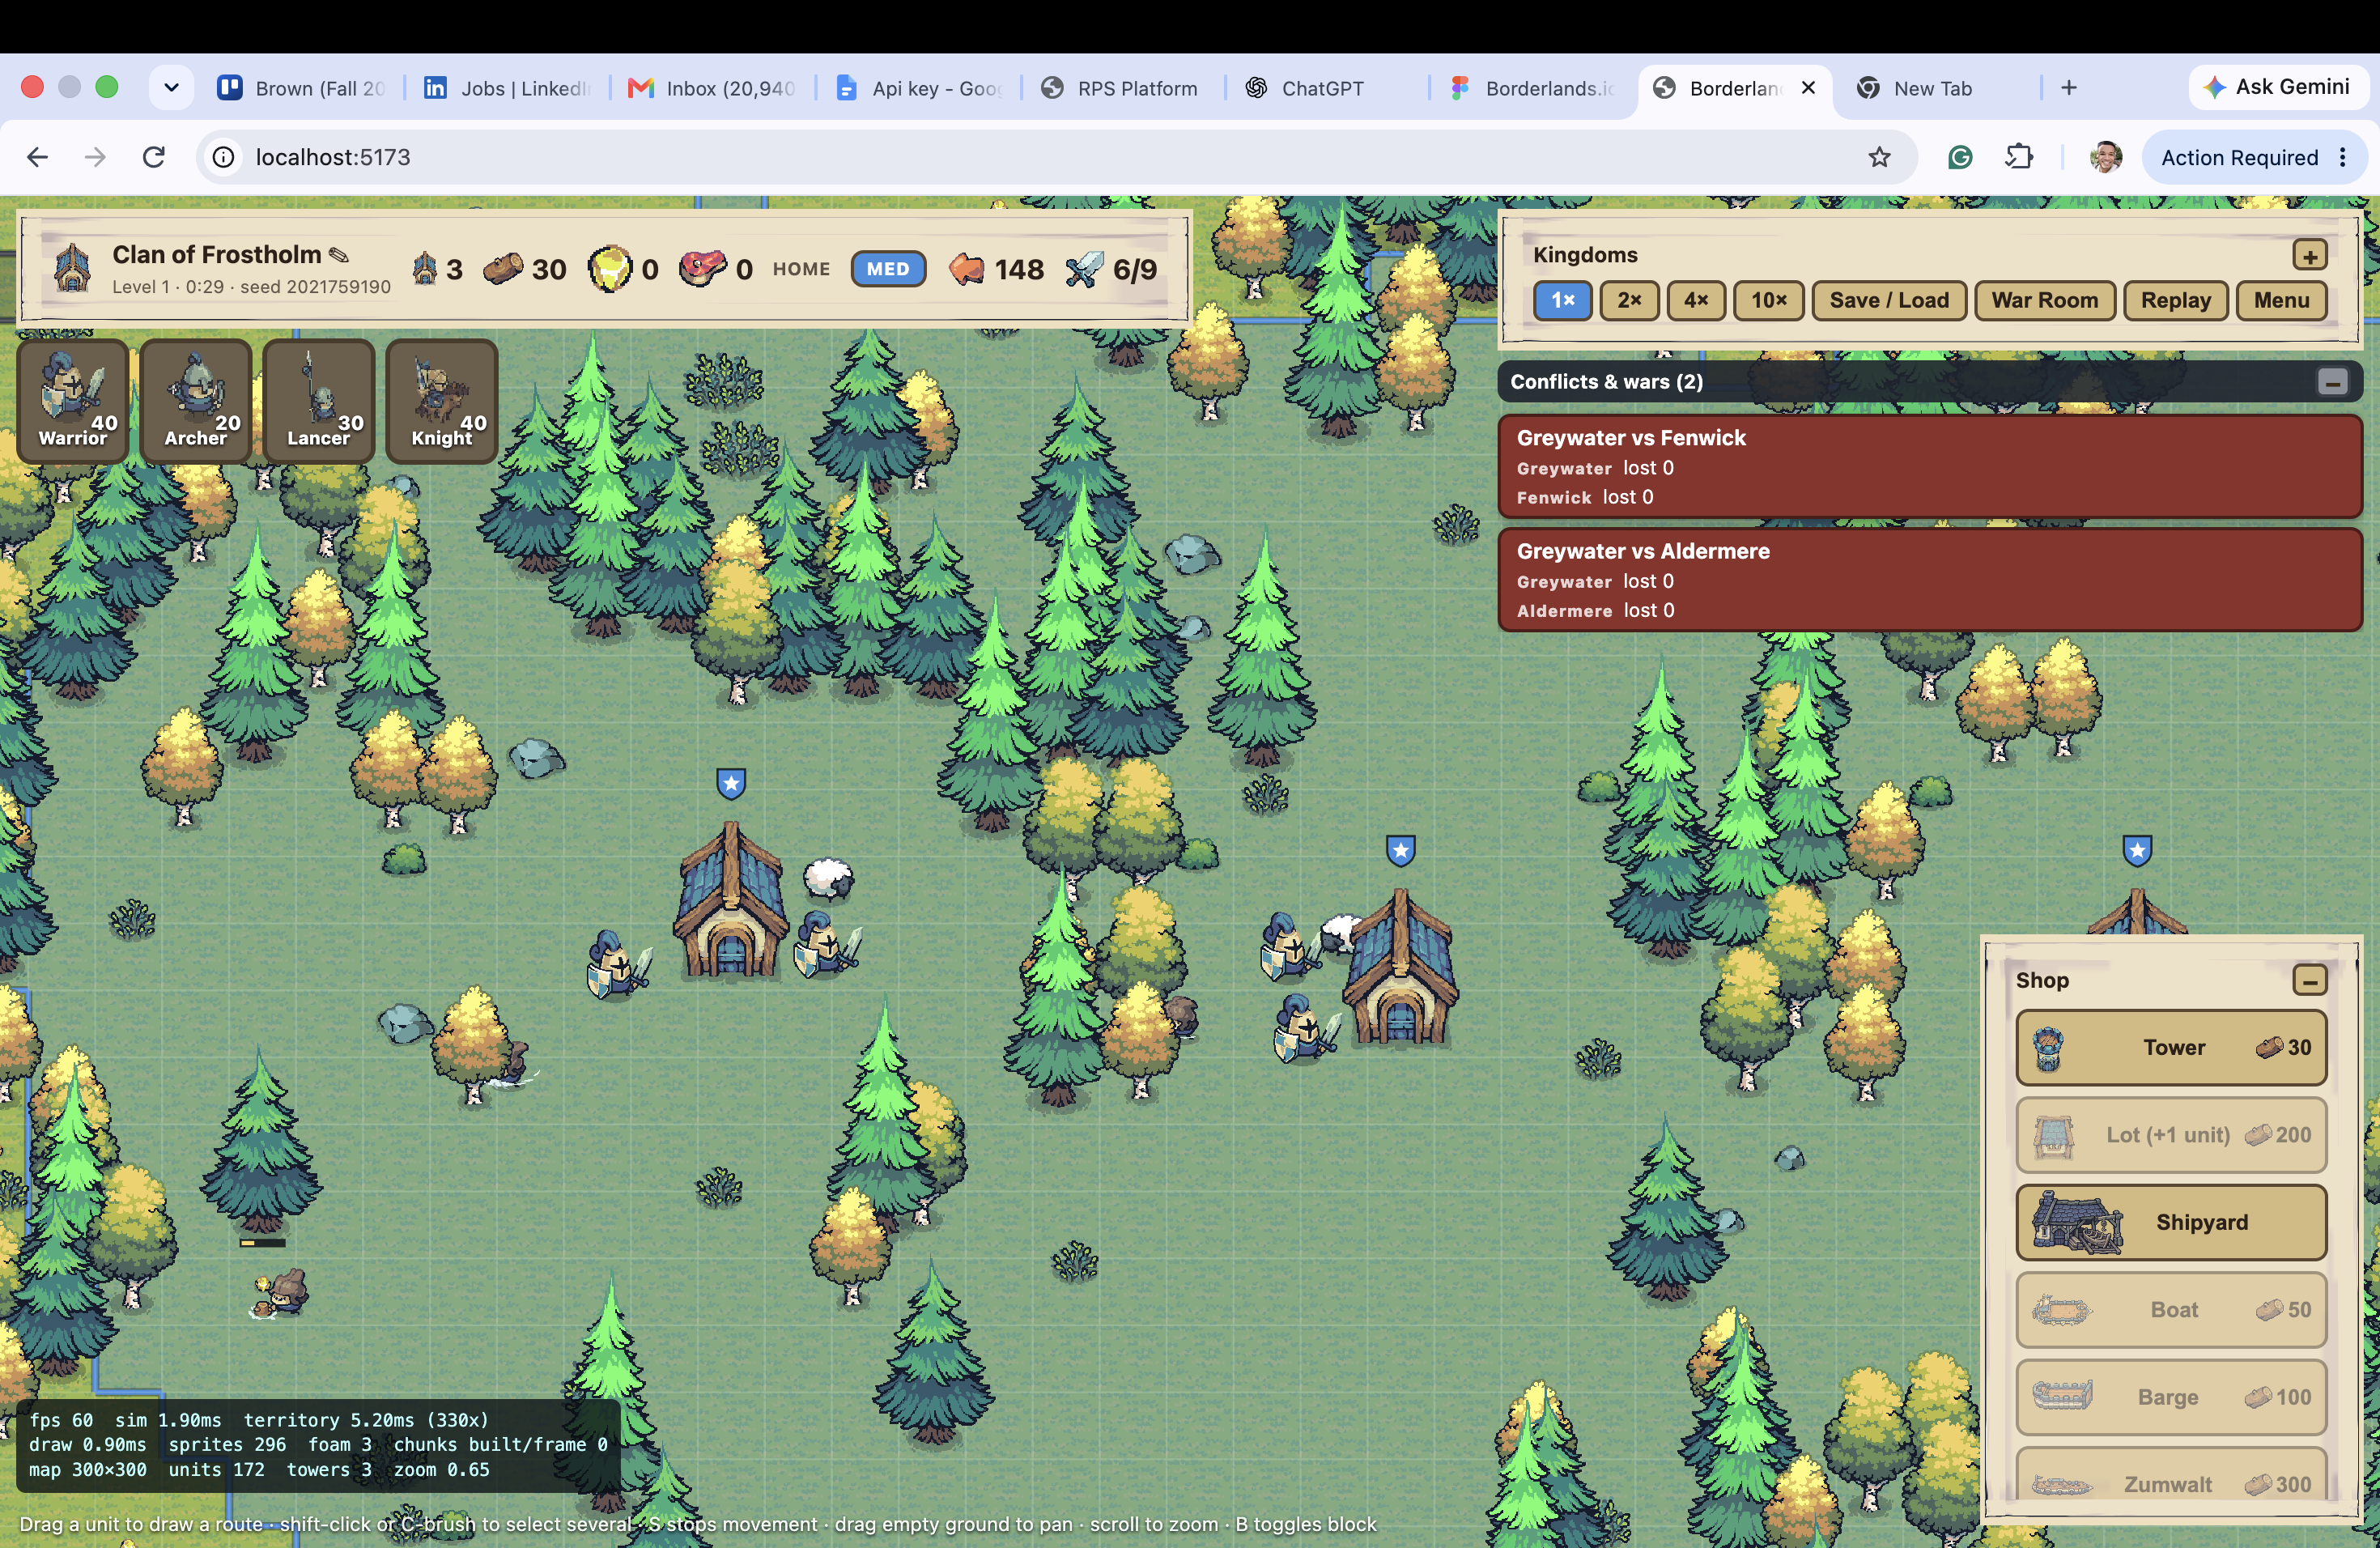 Brown (Fall 20
Jobs | LinkedIn
Inbox (20,940
Api key - Goog
RPS Platform
ChatGPT
Borderlands.io
Borderlan
New Tab
Ask Gemini
localhost:5173
Action Required
Clan of Frostholm
Level 1 · 0:29 · seed 2021759190
3 30 0 0 HOME MED 148 6/9
Kingdoms
+
1× 2× 4× 10× Save / Load War Room Replay Menu
40 Warrior
20 Archer
30 Lancer
40 Knight
Conflicts & wars (2)
Greywater vs Fenwick
Greywater lost 0
Fenwick lost 0
Greywater vs Aldermere
Greywater lost 0
Aldermere lost 0
Shop
Tower 30
Lot (+1 unit) 200
Shipyard
Boat 50
Barge 100
Zumwalt 300
fps 60 sim 1.90ms territory 5.20ms (330x)
draw 0.90ms sprites 296 foam 3 chunks built/frame 0
map 300×300 units 172 towers 3 zoom 0.65
Drag a unit to draw a route · shift-click or C-brush to select several · S stops movement · drag empty ground to pan · scroll to zoom · B toggles block